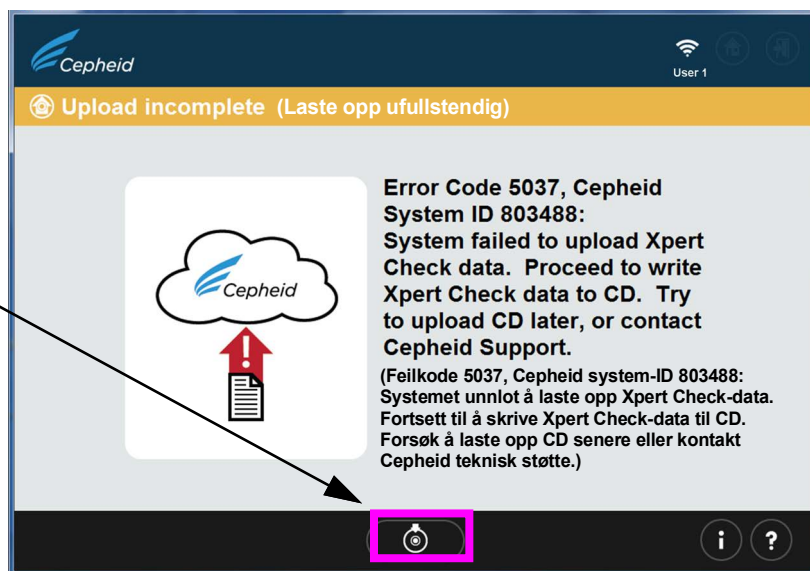 Cepheid
User 1
Upload incomplete (Laste opp ufullstendig)
Cepheid
Error Code 5037, Cepheid
System ID 803488:
System failed to upload Xpert
Check data. Proceed to write
Xpert Check data to CD. Try
to upload CD later, or contact
Cepheid Support.
(Feilkode 5037, Cepheid system-ID 803488:
Systemet unnlot å laste opp Xpert Check-data.
Fortsett til å skrive Xpert Check-data til CD.
Forsøk å laste opp CD senere eller kontakt
Cepheid teknisk støtte.)
i ?